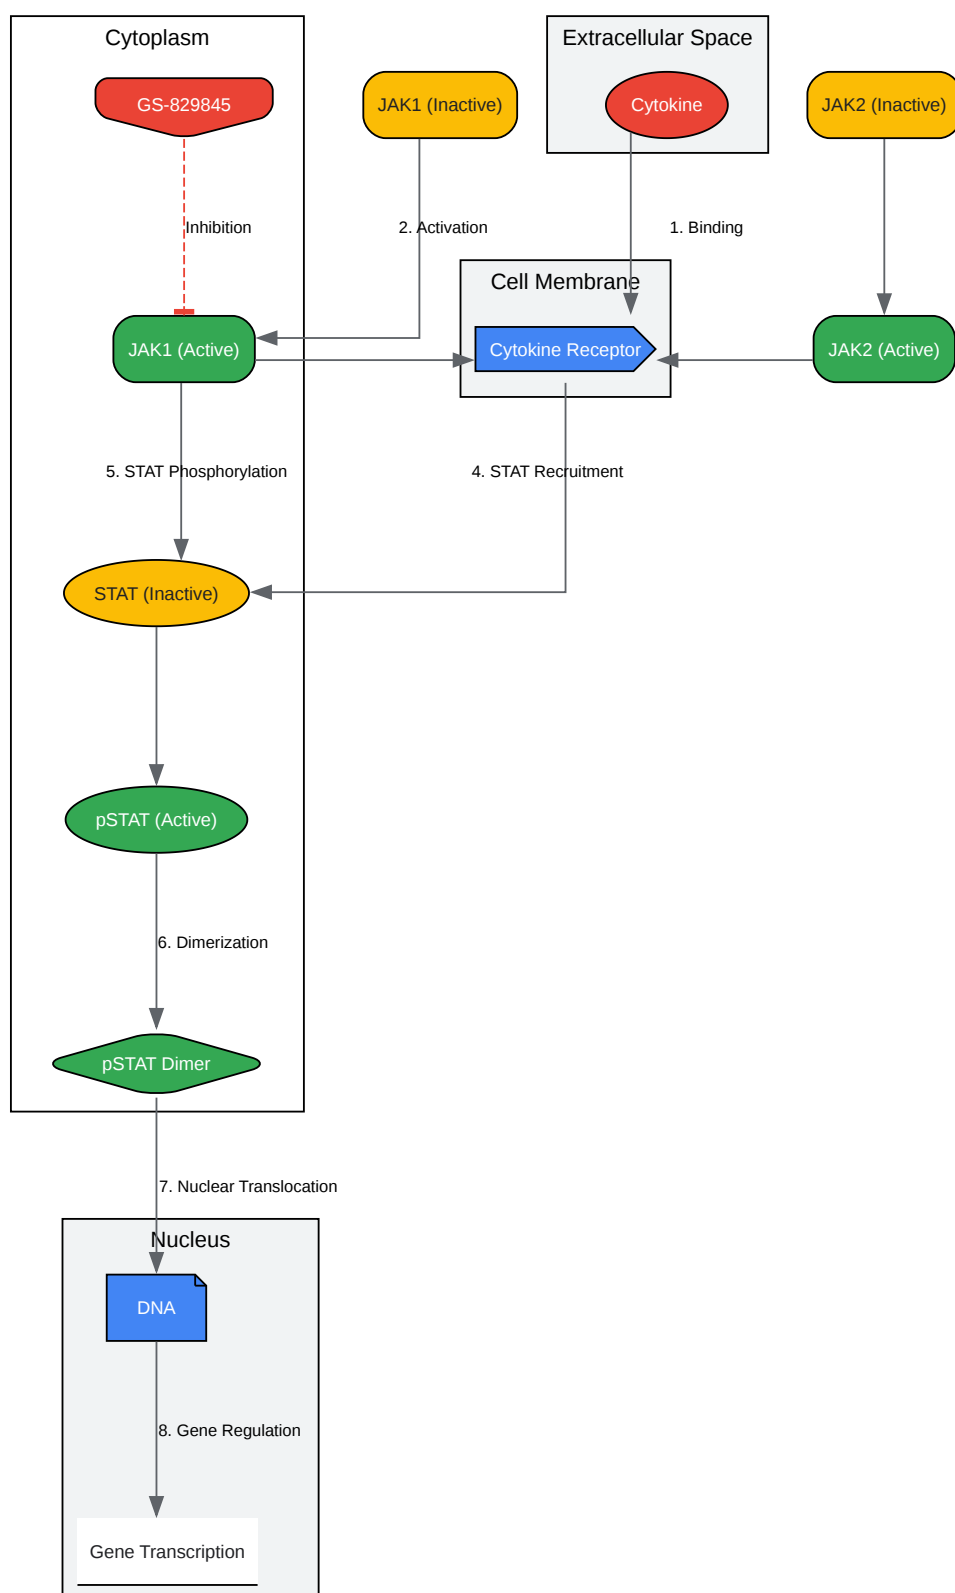 Cytoplasm
Extracellular Space
GS-829845
JAK1 (Inactive)
Cytokine
JAK2 (Inactive)
Inhibition
2. Activation
1. Binding
Cell Membrane
JAK1 (Active)
Cytokine Receptor
JAK2 (Active)
5. STAT Phosphorylation
4. STAT Recruitment
STAT (Inactive)
pSTAT (Active)
6. Dimerization
pSTAT Dimer
7. Nuclear Translocation
Nucleus
DNA
8. Gene Regulation
Gene Transcription